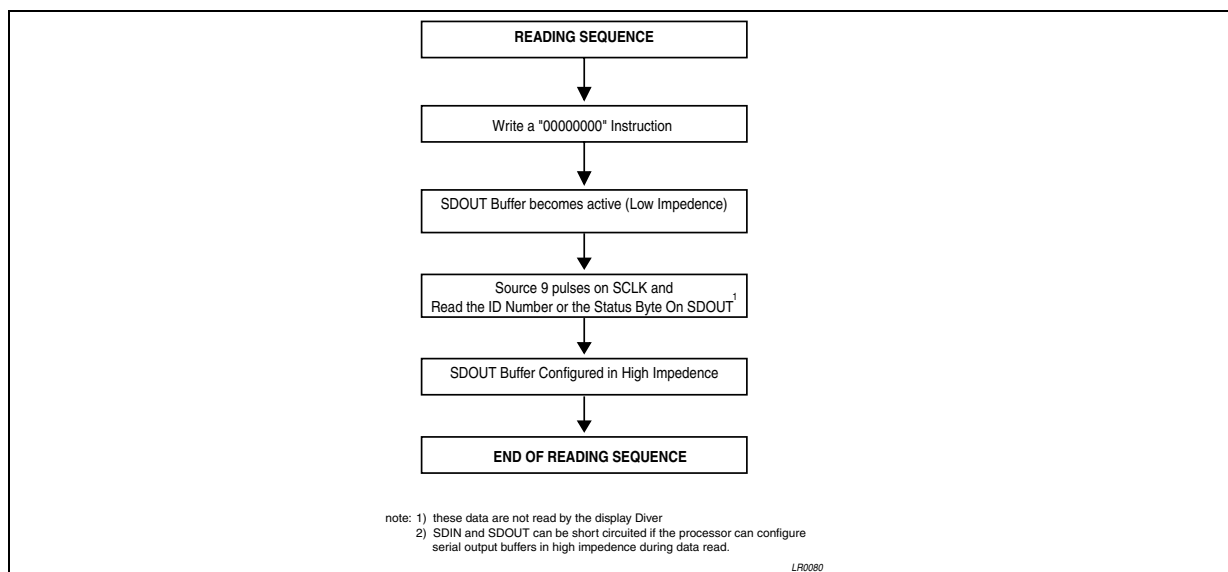 READING SEQUENCE
Write a "00000000" Instruction
SDOUT Buffer becomes active (Low Impedence)
Source 9 pulses on SCLK and
Read the ID Number or the Status Byte On SDOUT1
SDOUT Buffer Configured in High Impedence
END OF READING SEQUENCE
note: 1) these data are not read by the display Diver
2) SDIN and SDOUT can be short circuited if the processor can configure
serial output buffers in high impedence during data read.
LR0080